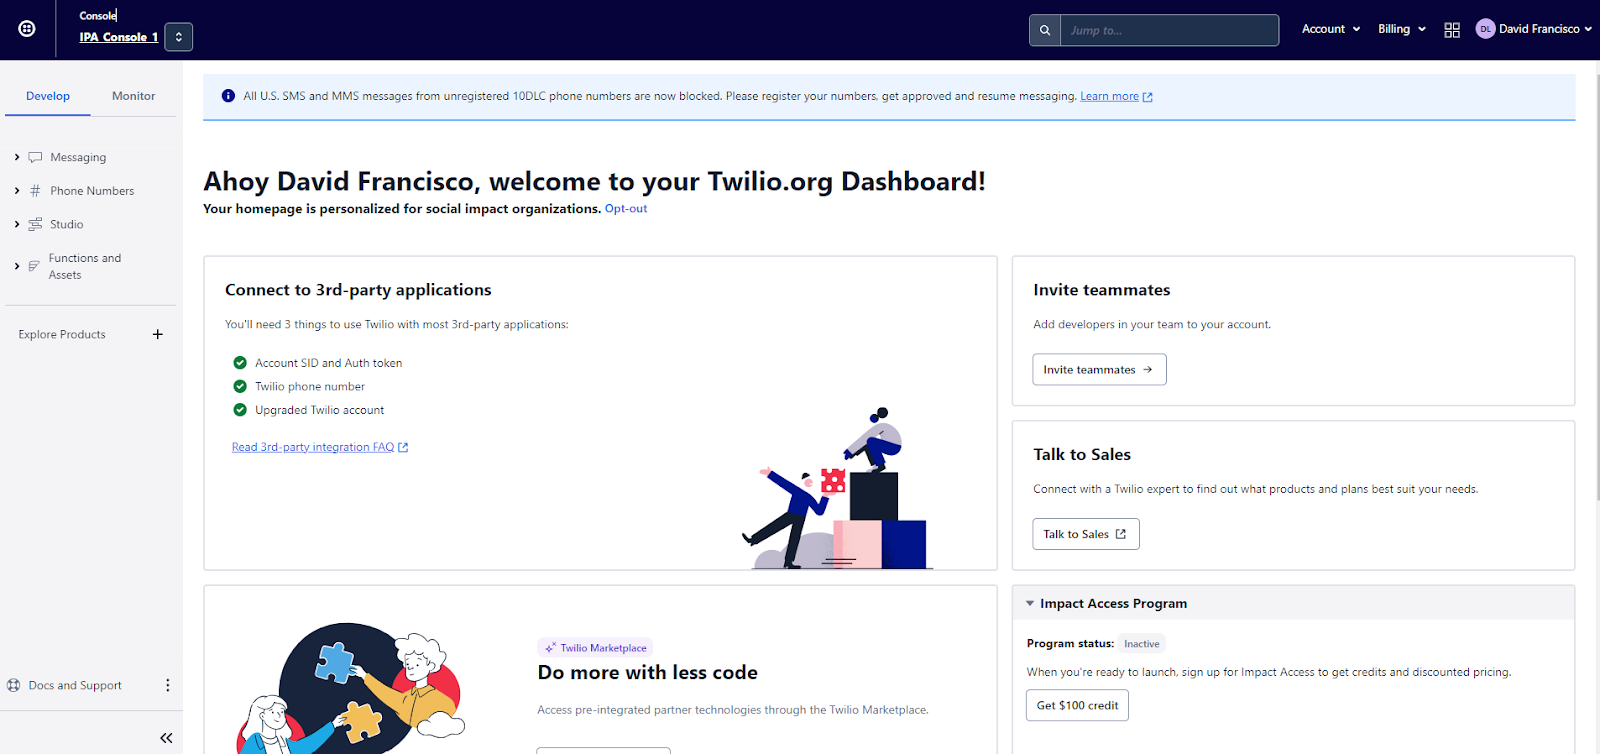 Console
IPA Console 1
Jump to...
Account
Billing
DL
David Francisco
Develop
Monitor
Messaging
Phone Numbers
Studio
Functions and
Assets
Explore Products
Docs and Support
All U.S. SMS and MMS messages from unregistered 10DLC phone numbers are now blocked. Please register your numbers, get approved and resume messaging. Learn more
Ahoy David Francisco, welcome to your Twilio.org Dashboard!
Your homepage is personalized for social impact organizations. Opt-out
Connect to 3rd-party applications
You'll need 3 things to use Twilio with most 3rd-party applications:
Account SID and Auth token
Twilio phone number
Upgraded Twilio account
Read 3rd-party integration FAQ
Invite teammates
Add developers in your team to your account.
Invite teammates
Talk to Sales
Connect with a Twilio expert to find out what products and plans best suit your needs.
Talk to Sales
Twilio Marketplace
Do more with less code
Access pre-integrated partner technologies through the Twilio Marketplace.
Impact Access Program
Program status: Inactive
When you're ready to launch, sign up for Impact Access to get credits and discounted pricing.
Get $100 credit